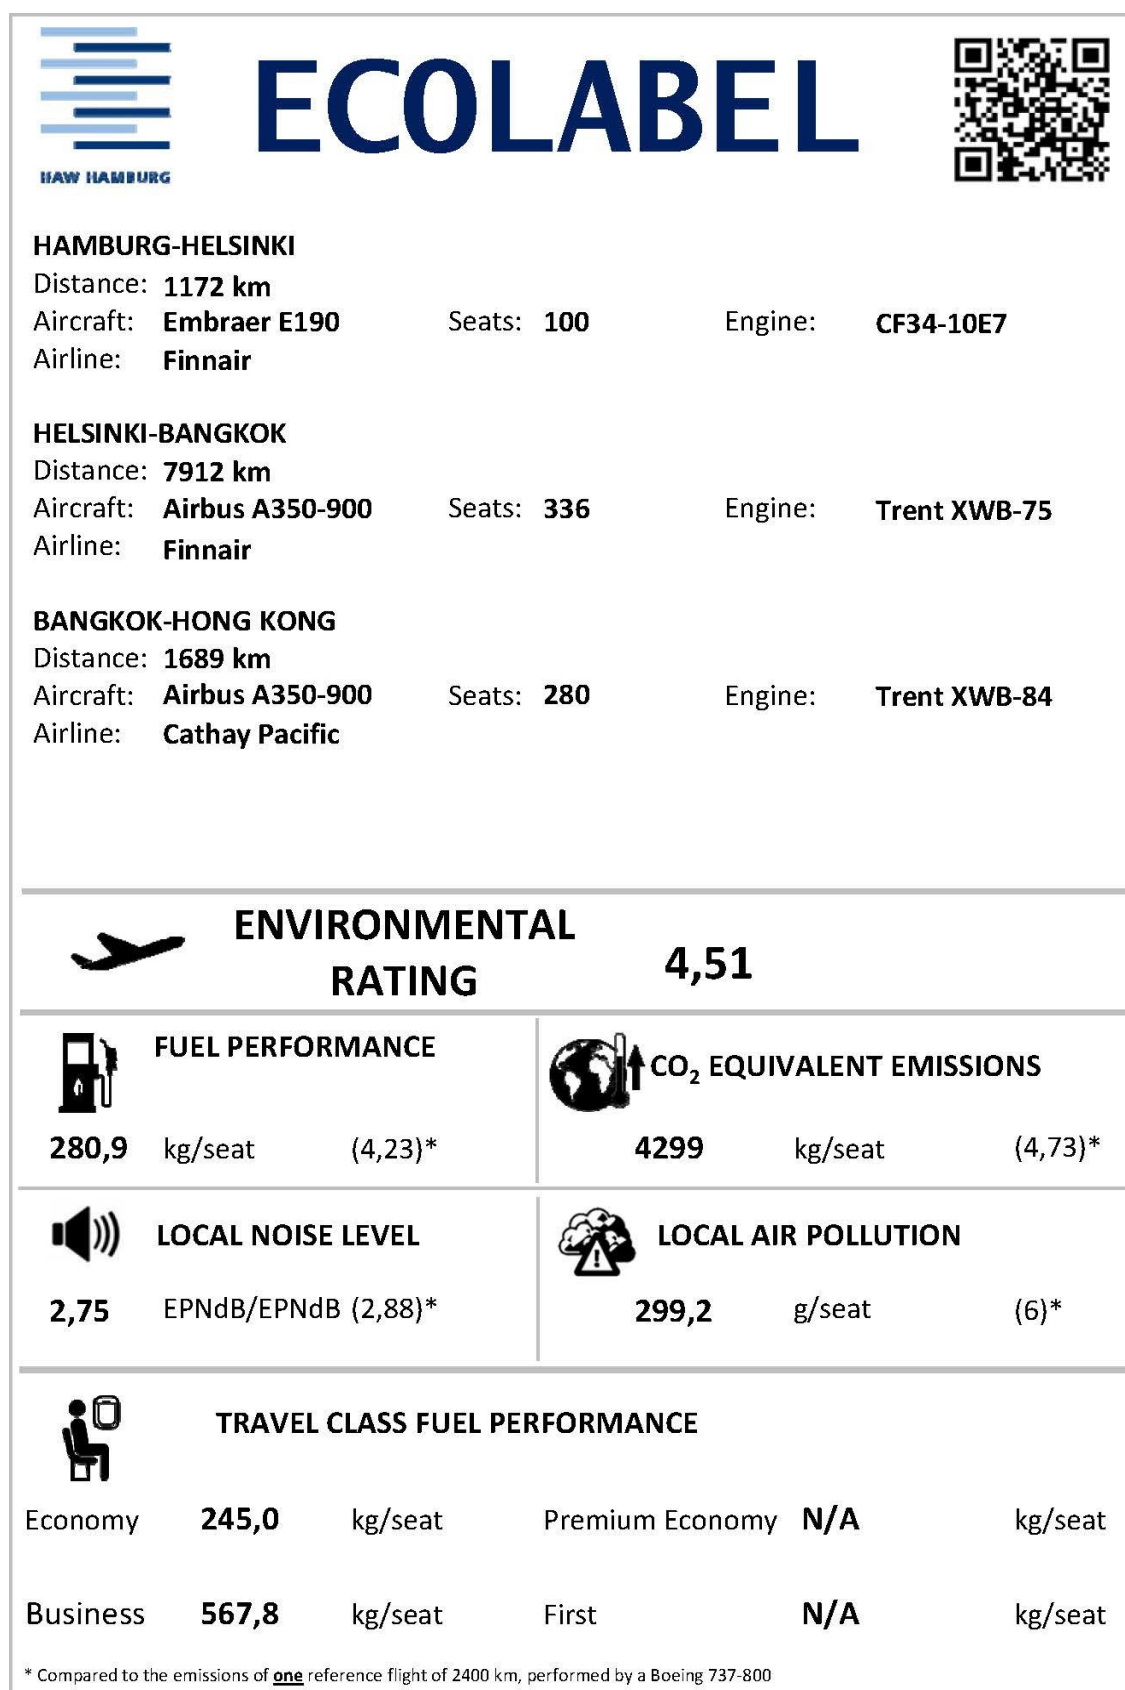 HAW HAMBURG
ECOLABEL
HAMBURG-HELSINKI
Distance: 1172 km
Aircraft: Embraer E190 Seats: 100 Engine: CF34-10E7
Airline: Finnair
HELSINKI-BANGKOK
Distance: 7912 km
Aircraft: Airbus A350-900 Seats: 336 Engine: Trent XWB-75
Airline: Finnair
BANGKOK-HONG KONG
Distance: 1689 km
Aircraft: Airbus A350-900 Seats: 280 Engine: Trent XWB-84
Airline: Cathay Pacific
ENVIRONMENTAL
RATING
4,51
FUEL PERFORMANCE
280,9 kg/seat (4,23)*
CO₂ EQUIVALENT EMISSIONS
4299 kg/seat (4,73)*
LOCAL NOISE LEVEL
2,75 EPNdB/EPNdB (2,88)*
LOCAL AIR POLLUTION
299,2 g/seat (6)*
TRAVEL CLASS FUEL PERFORMANCE
Economy 245,0 kg/seat Premium Economy N/A kg/seat
Business 567,8 kg/seat First N/A kg/seat
* Compared to the emissions of one reference flight of 2400 km, performed by a Boeing 737-800